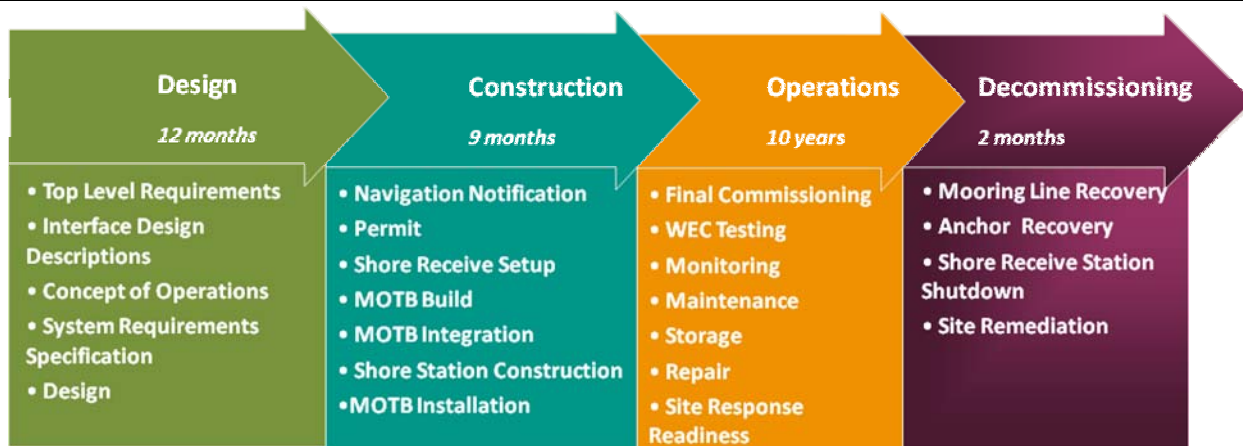 Design
12 months
• Top Level Requirements
• Interface Design
Descriptions
• Concept of Operations
• System Requirements
Specification
• Design
Construction
9 months
• Navigation Notification
• Permit
• Shore Receive Setup
• MOTB Build
• MOTB Integration
• Shore Station Construction
•MOTB Installation
Operations
10 years
• Final Commissioning
• WEC Testing
• Monitoring
• Maintenance
• Storage
• Repair
• Site Response
Readiness
Decommissioning
2 months
• Mooring Line Recovery
• Anchor Recovery
• Shore Receive Station
Shutdown
• Site Remediation